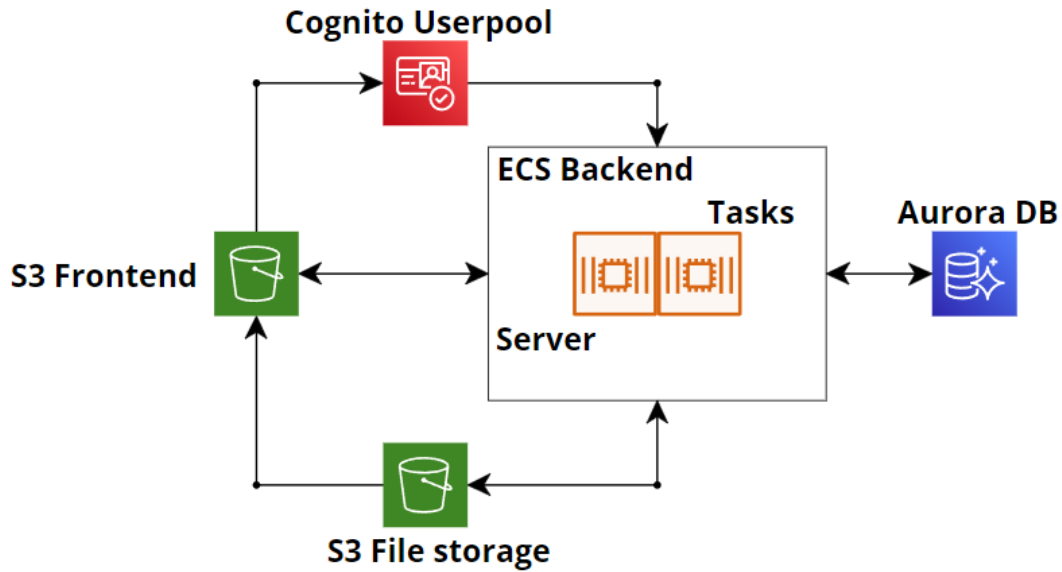 Cognito Userpool
ECS Backend
Tasks
Aurora DB
S3 Frontend
Server
S3 File storage